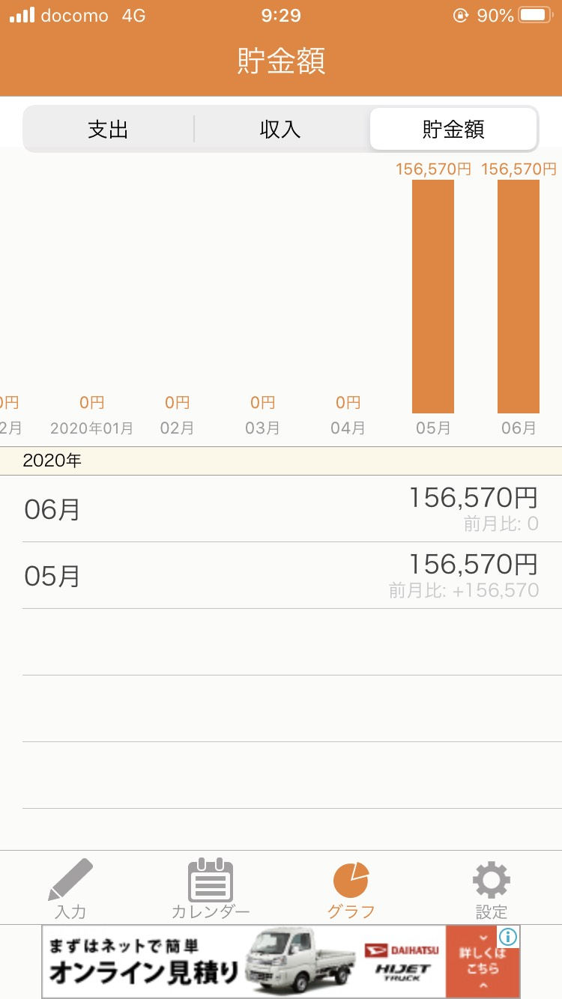 docomo 4G 9:29 90%
貯金額
支出 収入 貯金額
156,570円 156,570円
0円 0円 0円 0円 0円
2月 2020年01月 02月 03月 04月 05月 06月
2020年
06月 156,570円
前月比: 0
05月 156,570円
前月比: +156,570
入力 カレンダー グラフ 設定
まずはネットで簡単
オンライン見積り
DAIHATSU
HIJET
TRUCK
詳しくは
こちら